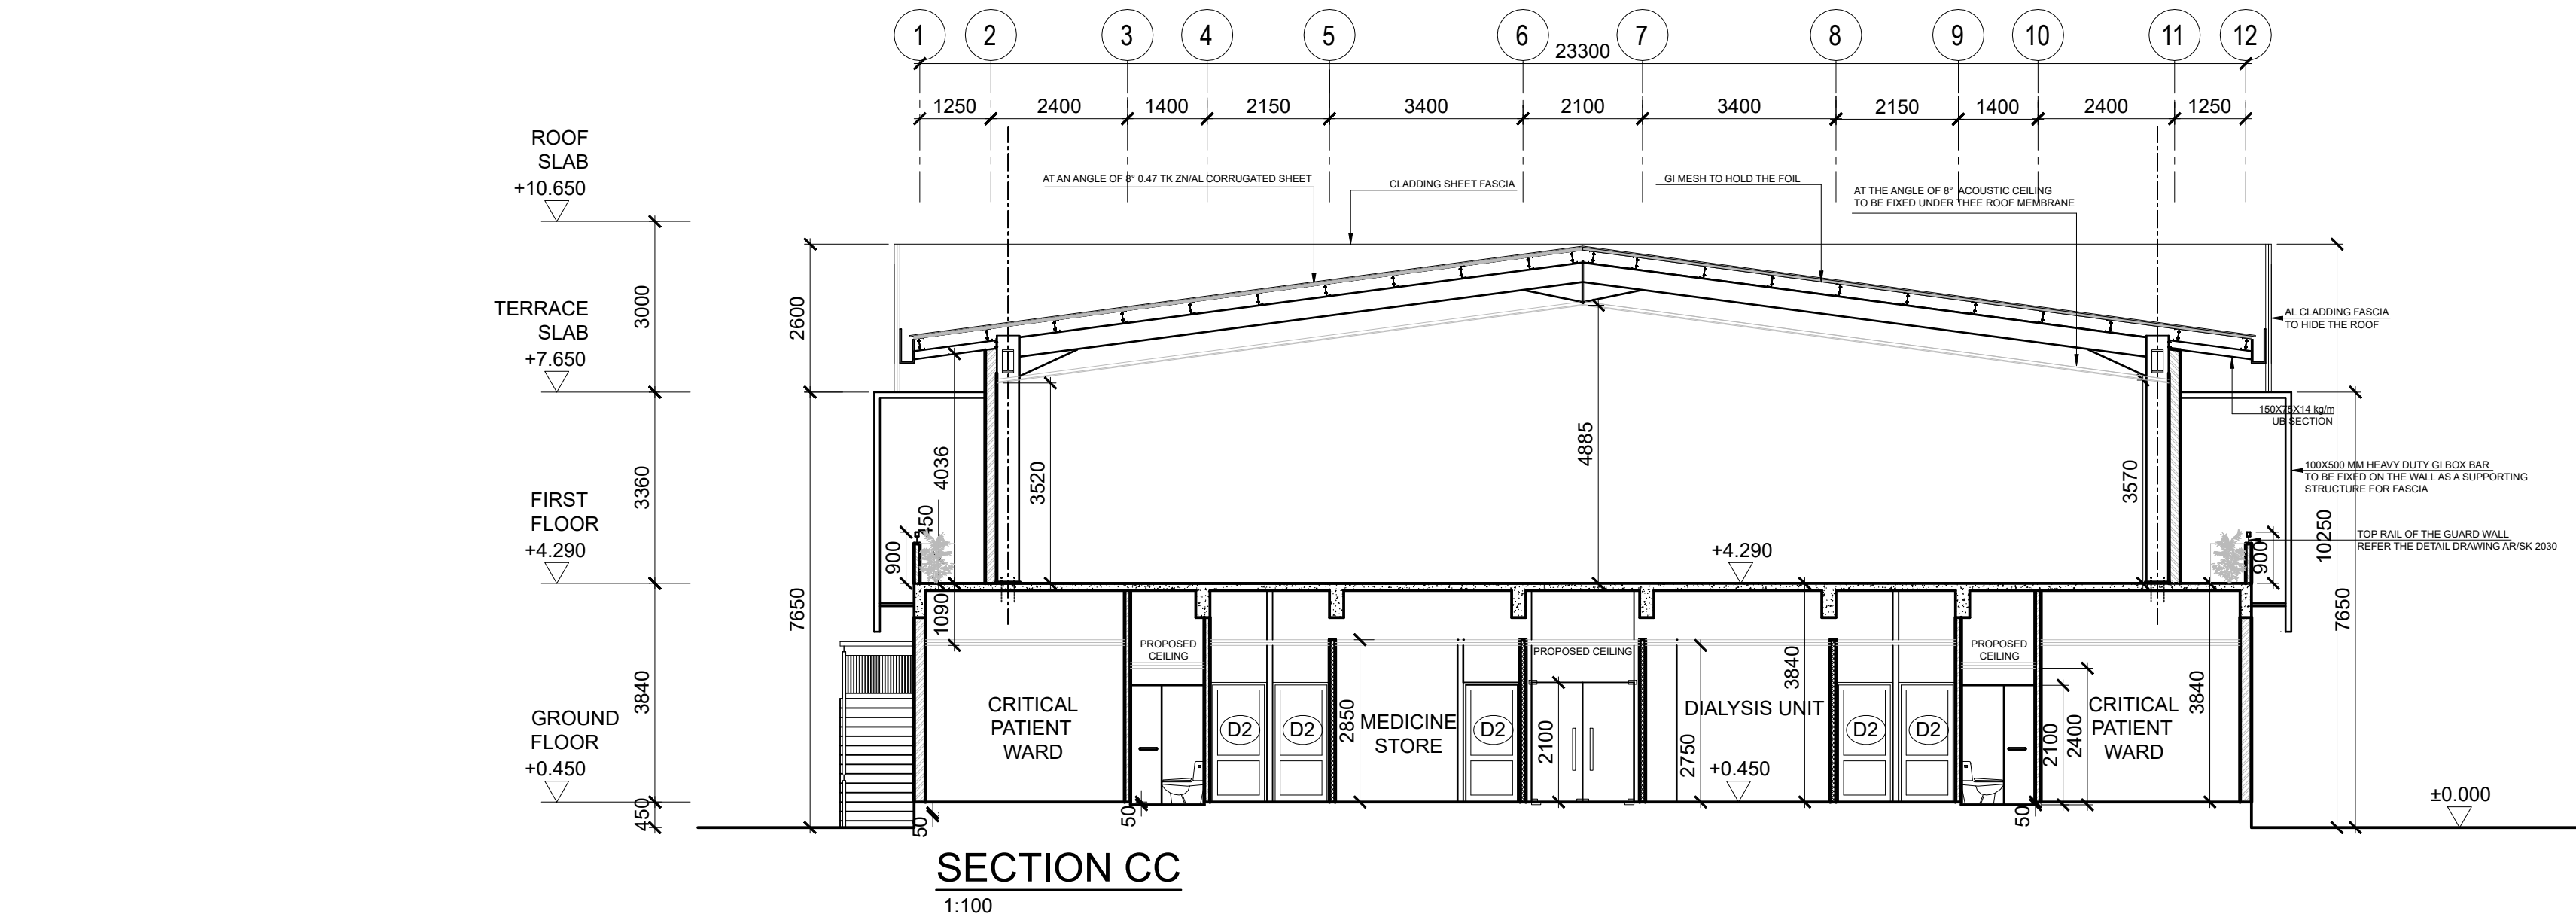 1 2 3 4 5 6 7 8 9 10 11 12
23300
1250 2400 1400 2150 3400 2100 3400 2150 1400 2400 1250
ROOF
SLAB
+10.650
TERRACE
SLAB
+7.650
FIRST
FLOOR
+4.290
GROUND
FLOOR
+0.450
3000
3360
3840
450
2600
7650
AT AN ANGLE OF 8° 0.47 TK ZN/AL CORRUGATED SHEET
CLADDING SHEET FASCIA
GI MESH TO HOLD THE FOIL
AT THE ANGLE OF 8° ACOUSTIC CEILING
TO BE FIXED UNDER THEE ROOF MEMBRANE
AL CLADDING FASCIA
TO HIDE THE ROOF
150X75X14 kg/m
UB SECTION
100X500 MM HEAVY DUTY GI BOX BAR
TO BE FIXED ON THE WALL AS A SUPPORTING
STRUCTURE FOR FASCIA
TOP RAIL OF THE GUARD WALL
REFER THE DETAIL DRAWING AR/SK 2030
4036
3520
4885
3570
450
900
900
10250
7650
+4.290
1090
PROPOSED
CEILING
PROPOSED CEILING
PROPOSED
CEILING
CRITICAL
PATIENT
WARD
D2
D2
2850
MEDICINE
STORE
D2
2100
2750
DIALYSIS UNIT
+0.450
3840
D2
D2
2100
2400
CRITICAL
PATIENT
WARD
3840
50
50
50
±0.000
SECTION CC
1:100